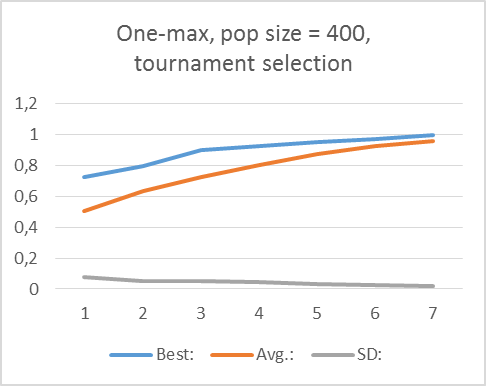 One-max, pop size = 400,
tournament selection
1,2
1
0,8
0,6
0,4
0,2
0
1 2 3 4 5 6 7
Best: Avg.: SD: